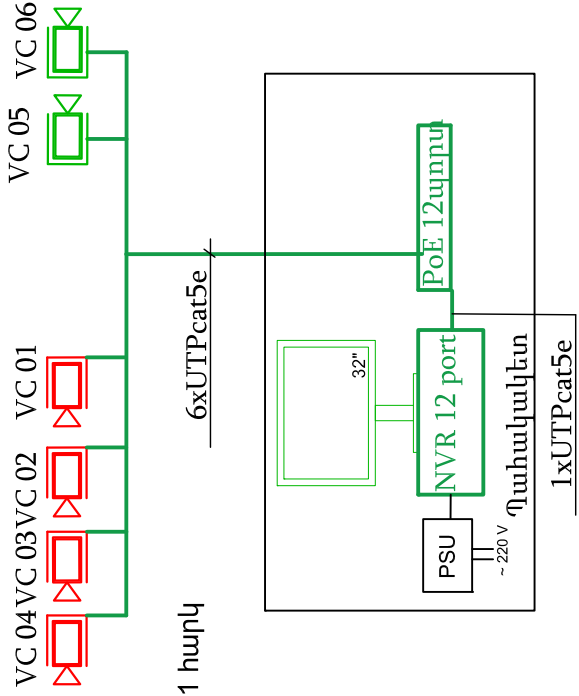 VC 04
VC 03
VC 02
VC 01
VC 05
VC 06
1 հարկ
6xUTPcat5e
32"
PoE 12պորտ
NVR 12 port
PSU
~ 220 V
Պահակակետ
1xUTPcat5e